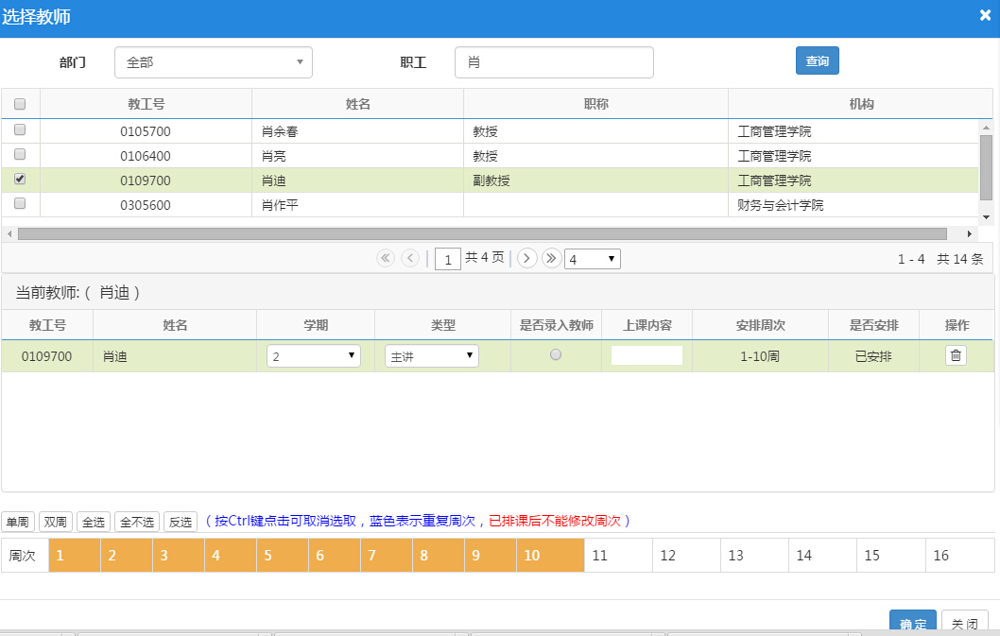 选择教师
部门 全部 职工 肖 查询
教工号 姓名 职称 机构
0105700 肖余春 教授 工商管理学院
0106400 肖亮 教授 工商管理学院
0109700 肖迪 副教授 工商管理学院
0305600 肖作平 财务与会计学院
1 共 4 页 4 1 - 4 共 14 条
当前教师: ( 肖迪 )
教工号 姓名 学期 类型 是否录入教师 上课内容 安排周次 是否安排 操作
0109700 肖迪 2 主讲 1-10周 已安排
单周 双周 全选 全不选 反选 ( 按Ctrl键点击可取消选取，蓝色表示重复周次，已排课后不能修改周次 )
周次 1 2 3 4 5 6 7 8 9 10 11 12 13 14 15 16
确定 关闭